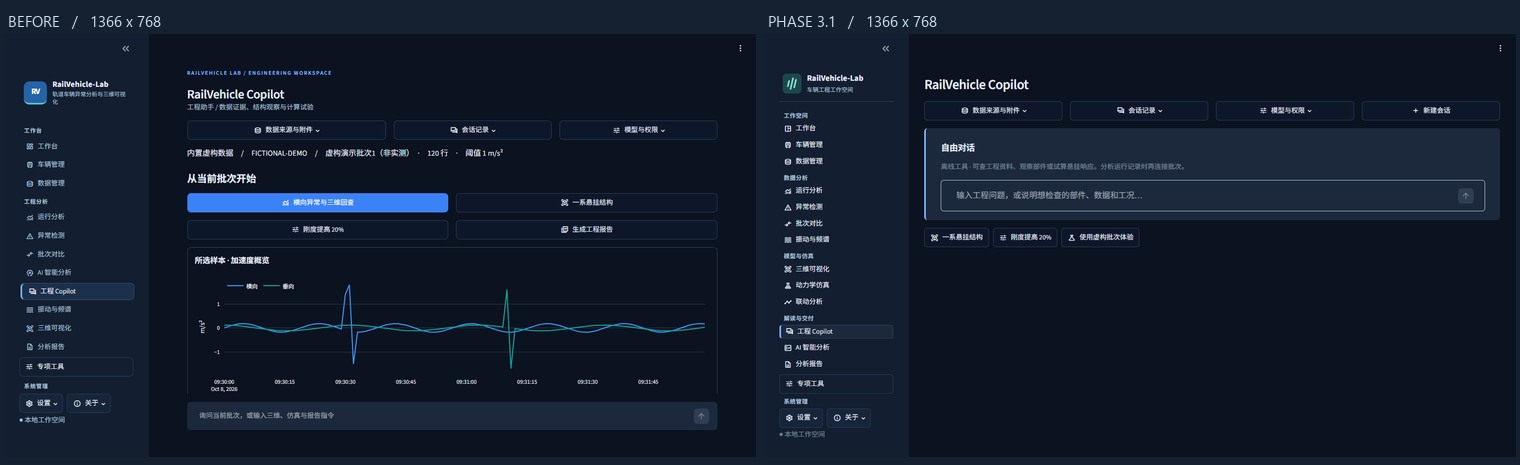 BEFORE / 1366 x 768
RV
RailVehicle-Lab
轨道车辆异常分析与三维可视
化
工作台
工作台
车辆管理
数据管理
工程分析
运行分析
异常检测
批次对比
AI 智能分析
工程 Copilot
振动与频谱
三维可视化
分析报告
专项工具
系统管理
设置
关于
本地工作空间
RAILVEHICLE LAB / ENGINEERING WORKSPACE
RailVehicle Copilot
工程助手 / 数据证据、结构观察与计算试验
数据来源与附件
会话记录
模型与权限
内置虚构数据 / FICTIONAL-DEMO / 虚构演示批次1（非实测） · 120 行 · 阈值 1 m/s²
从当前批次开始
横向异常与三维回查
一系悬挂结构
刚度提高 20%
生成工程报告
所选样本 · 加速度概览
横向
垂向
m/s²
1
0
−1
09:30:00
Oct 8, 2026
09:30:15
09:30:30
09:30:45
09:31:00
09:31:15
09:31:30
09:31:45
询问当前批次，或输入三维、仿真与报告指令
PHASE 3.1 / 1366 x 768
RailVehicle-Lab
车辆工程工作空间
工作空间
工作台
车辆管理
数据管理
数据分析
运行分析
异常检测
批次对比
振动与频谱
模型与仿真
三维可视化
动力学仿真
联动分析
解读与交付
工程 Copilot
AI 智能分析
分析报告
专项工具
系统管理
设置
关于
本地工作空间
RailVehicle Copilot
数据来源与附件
会话记录
模型与权限
新建会话
自由对话
离线工具 · 可查工程资料、观察部件或试算悬挂响应。分析运行记录时再连接批次。
输入工程问题，或说明想检查的部件、数据和工况...
一系悬挂结构
刚度提高 20%
使用虚构批次体验